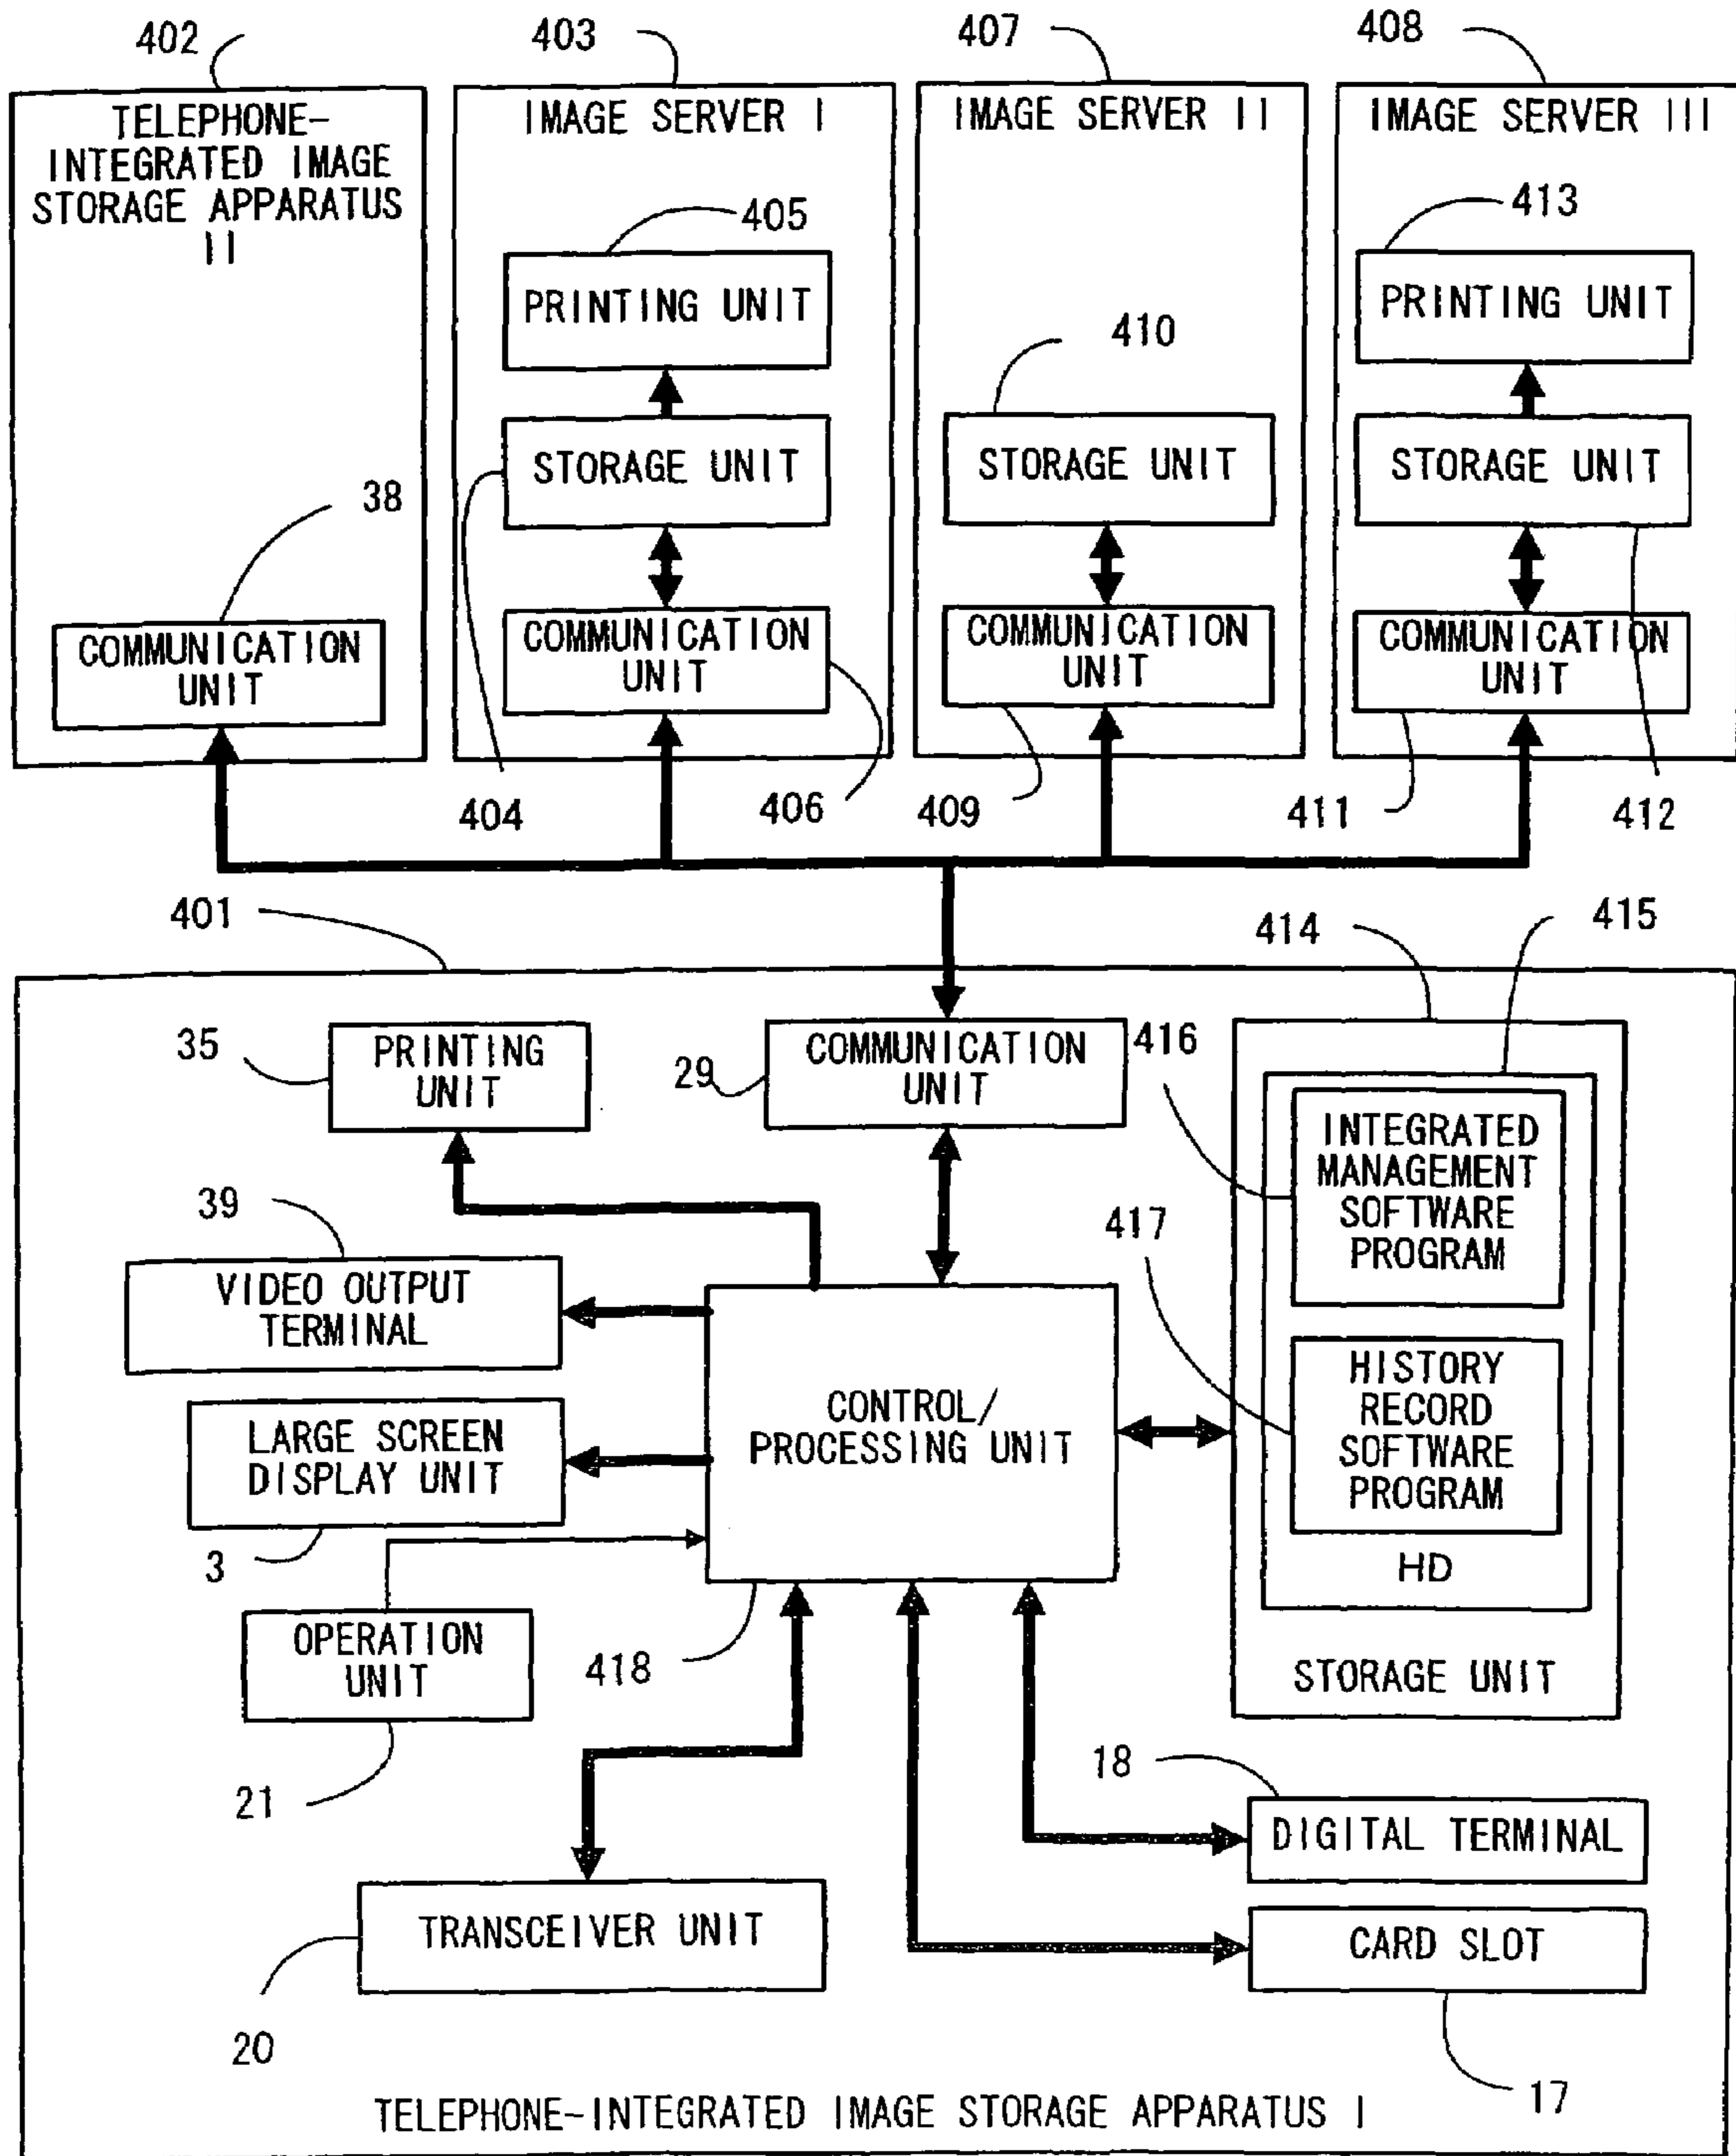 402
403
407
408
TELEPHONE-
INTEGRATED IMAGE
STORAGE APPARATUS
II
IMAGE SERVER I
IMAGE SERVER II
IMAGE SERVER III
405
413
PRINTING UNIT
PRINTING UNIT
410
STORAGE UNIT
STORAGE UNIT
STORAGE UNIT
38
COMMUNICATION
UNIT
COMMUNICATION
UNIT
COMMUNICATION
UNIT
COMMUNICATION
UNIT
404
406
409
411
412
401
414
415
35
PRINTING
UNIT
29
COMMUNICATION
UNIT
416
INTEGRATED
MANAGEMENT
SOFTWARE
PROGRAM
39
VIDEO OUTPUT
TERMINAL
417
HISTORY
RECORD
SOFTWARE
PROGRAM
HD
STORAGE UNIT
CONTROL/
PROCESSING UNIT
LARGE SCREEN
DISPLAY UNIT
3
OPERATION
UNIT
21
418
18
DIGITAL TERMINAL
TRANSCEIVER UNIT
CARD SLOT
20
17
TELEPHONE-INTEGRATED IMAGE STORAGE APPARATUS I